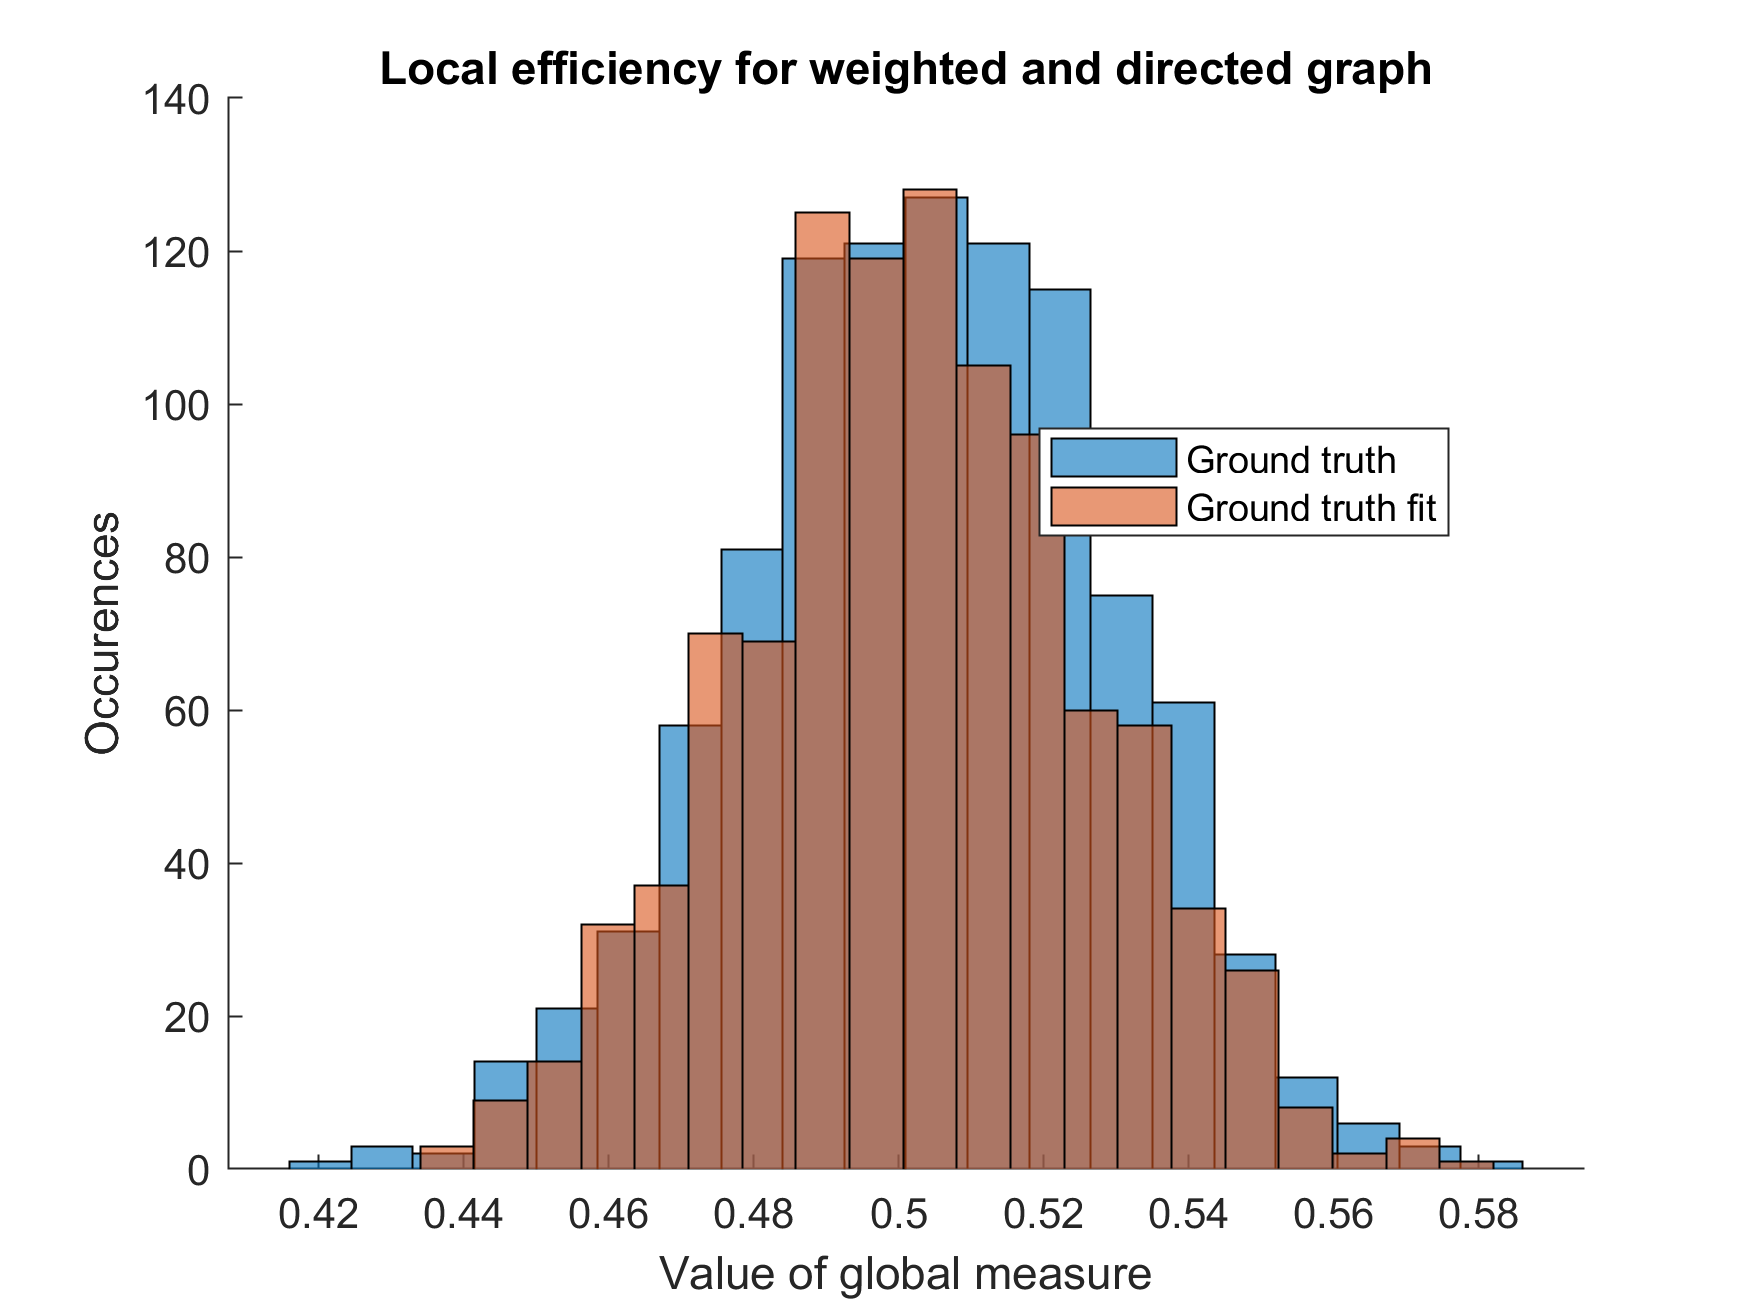 Local efficiency for weighted and directed graph
140
120
100
80
60
40
20
0
Occurences
Ground truth
Ground truth fit
0.42 0.44 0.46 0.48 0.5 0.52 0.54 0.56 0.58
Value of global measure